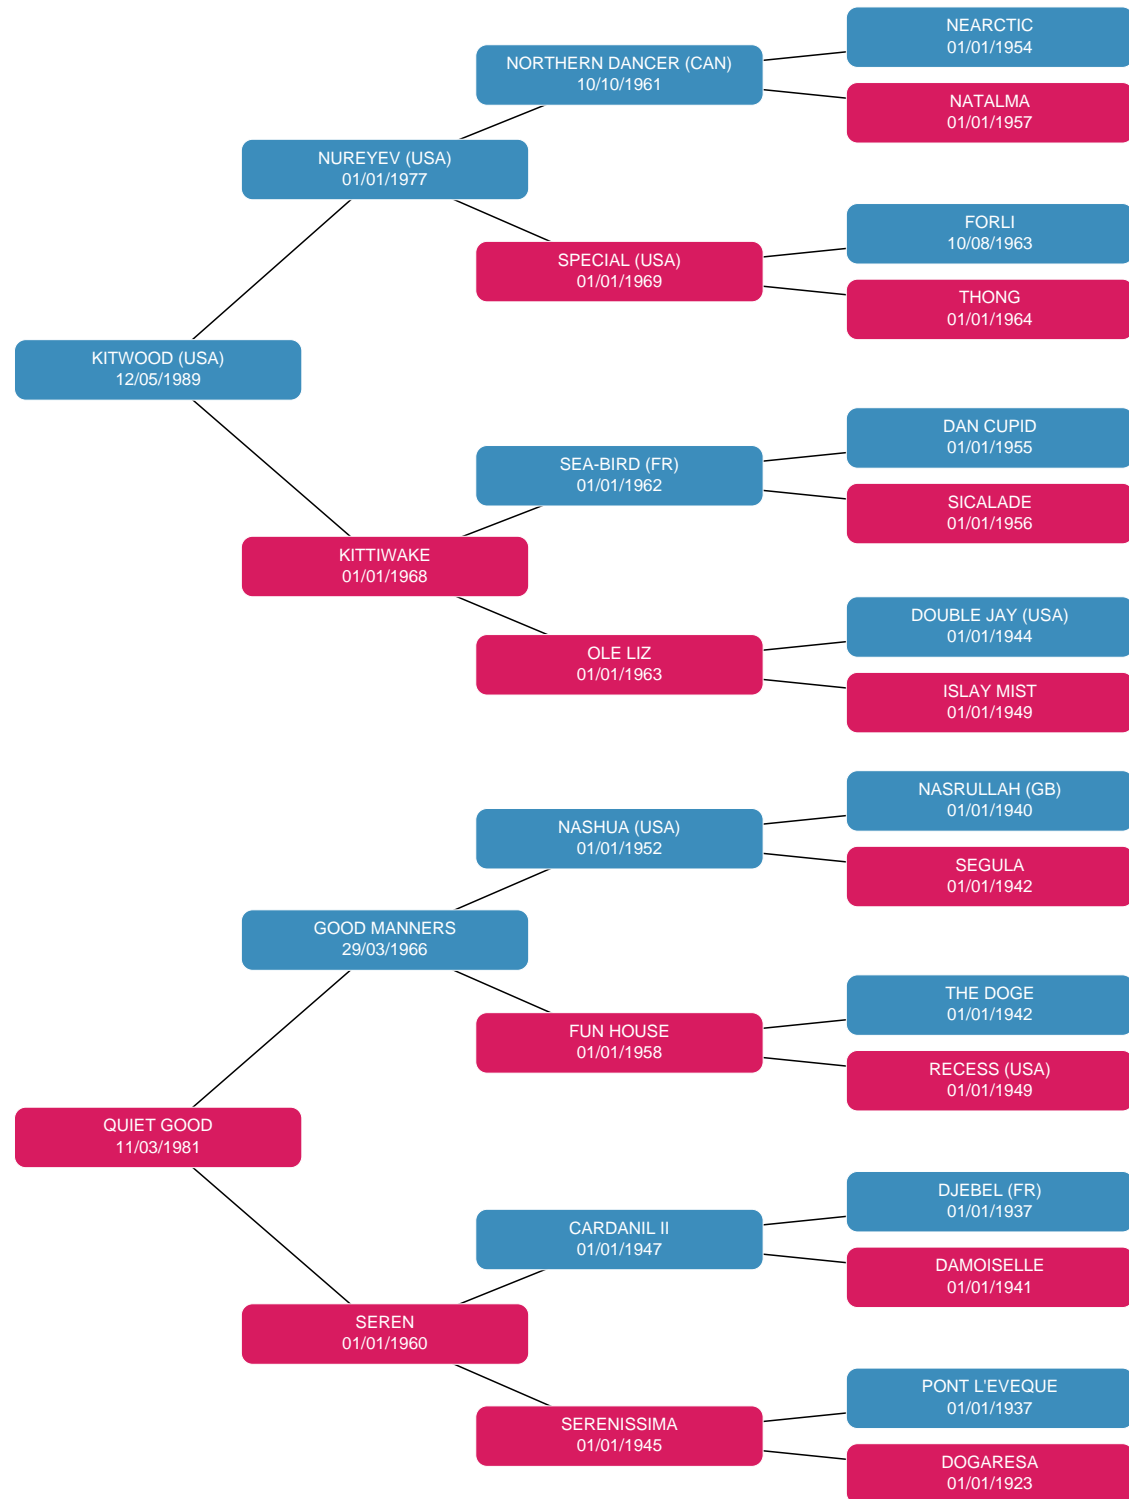 NEARCTIC
01/01/1954
NORTHERN DANCER (CAN)
10/10/1961
NATALMA
01/01/1957
NUREYEV (USA)
01/01/1977
FORLI
10/08/1963
SPECIAL (USA)
01/01/1969
THONG
01/01/1964
KITWOOD (USA)
12/05/1989
DAN CUPID
01/01/1955
SEA-BIRD (FR)
01/01/1962
SICALADE
01/01/1956
KITTIWAKE
01/01/1968
DOUBLE JAY (USA)
01/01/1944
OLE LIZ
01/01/1963
ISLAY MIST
01/01/1949
NASRULLAH (GB)
01/01/1940
NASHUA (USA)
01/01/1952
SEGULA
01/01/1942
GOOD MANNERS
29/03/1966
THE DOGE
01/01/1942
FUN HOUSE
01/01/1958
RECESS (USA)
01/01/1949
QUIET GOOD
11/03/1981
DJEBEL (FR)
01/01/1937
CARDANIL II
01/01/1947
DAMOISELLE
01/01/1941
SEREN
01/01/1960
PONT L'EVEQUE
01/01/1937
SERENISSIMA
01/01/1945
DOGARESA
01/01/1923